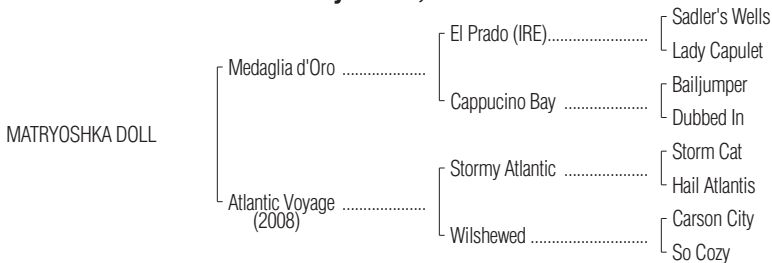 Sadler's Wells
El Prado (IRE)......................
Lady Capulet
Medaglia d'Oro ..................
Bailjumper
Cappucino Bay ..................
Dubbed In
MATRYOSHKA DOLL
Storm Cat
Stormy Atlantic ..................
Hail Atlantis
Atlantic Voyage ..................
(2008)
Carson City
Wilshewed .........................
So Cozy